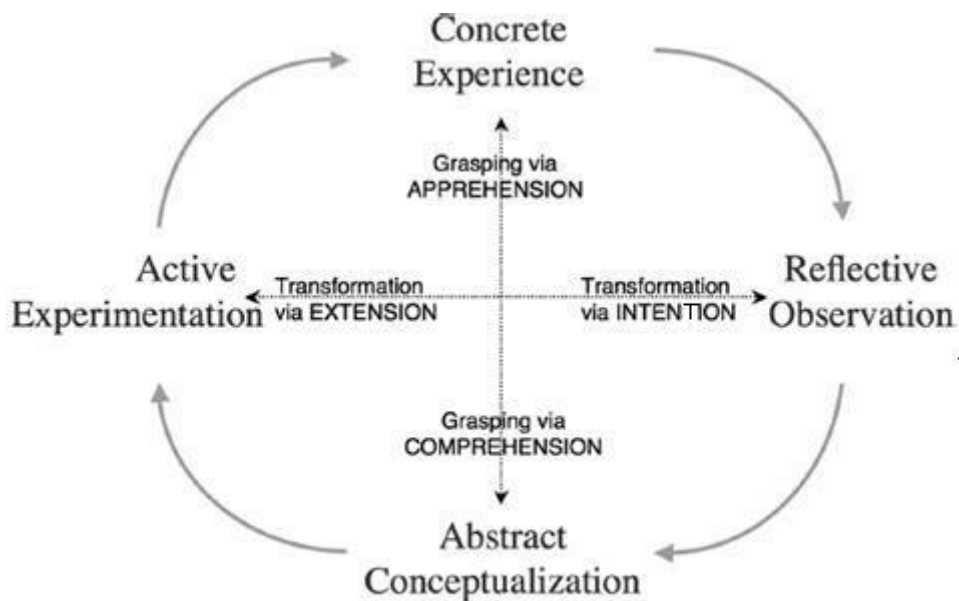 Concrete
Experience
Grasping via
APPREHENSION
Active
Experimentation
Transformation
via EXTENSION
Transformation
via INTENTION
Reflective
Observation
Grasping via
COMPREHENSION
Abstract
Conceptualization